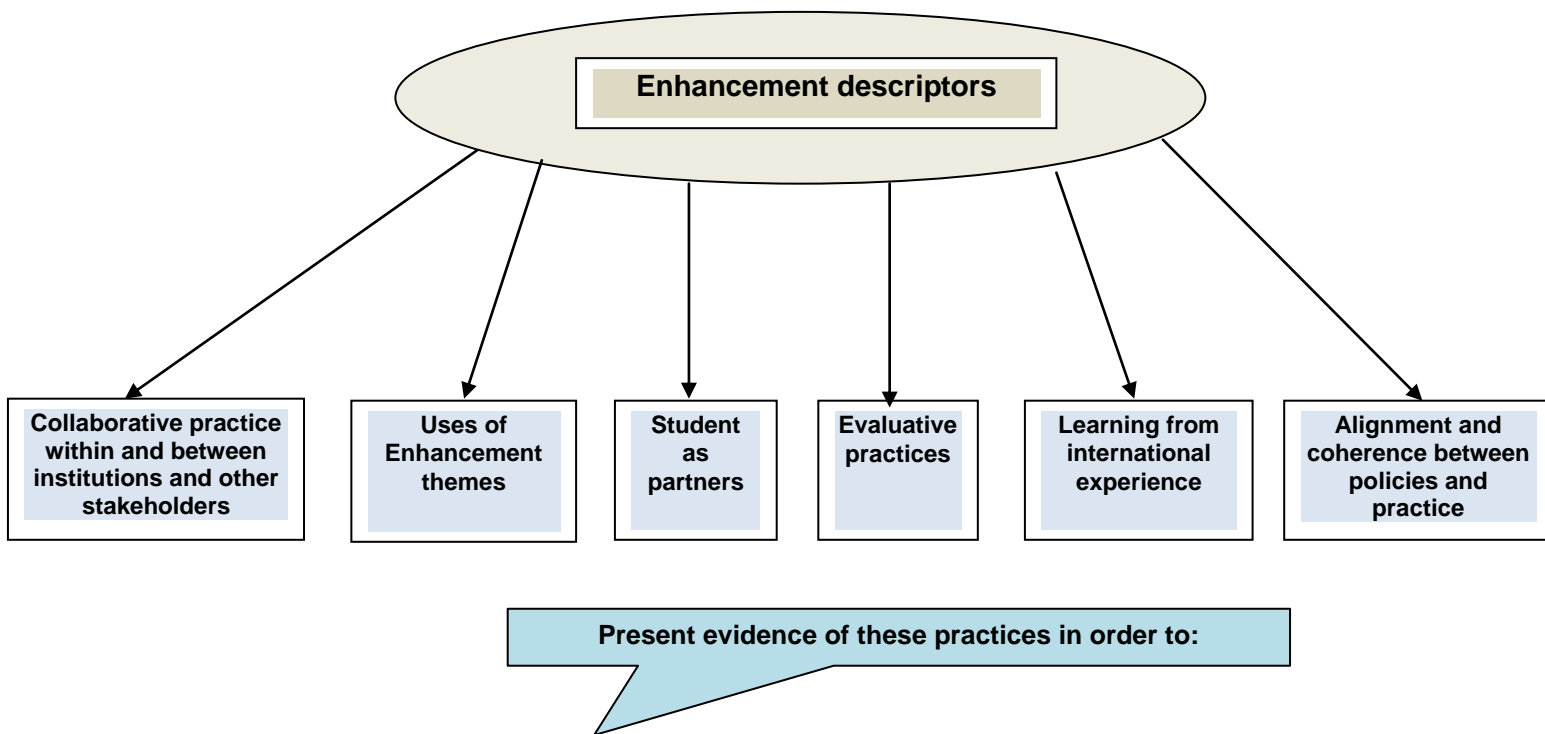 Enhancement descriptors
Collaborative practice
within and between
institutions and other
stakeholders
Uses of
Enhancement
themes
Student
as
partners
Evaluative
practices
Learning from
international
experience
Alignment and
coherence between
policies and
practice
Present evidence of these practices in order to: